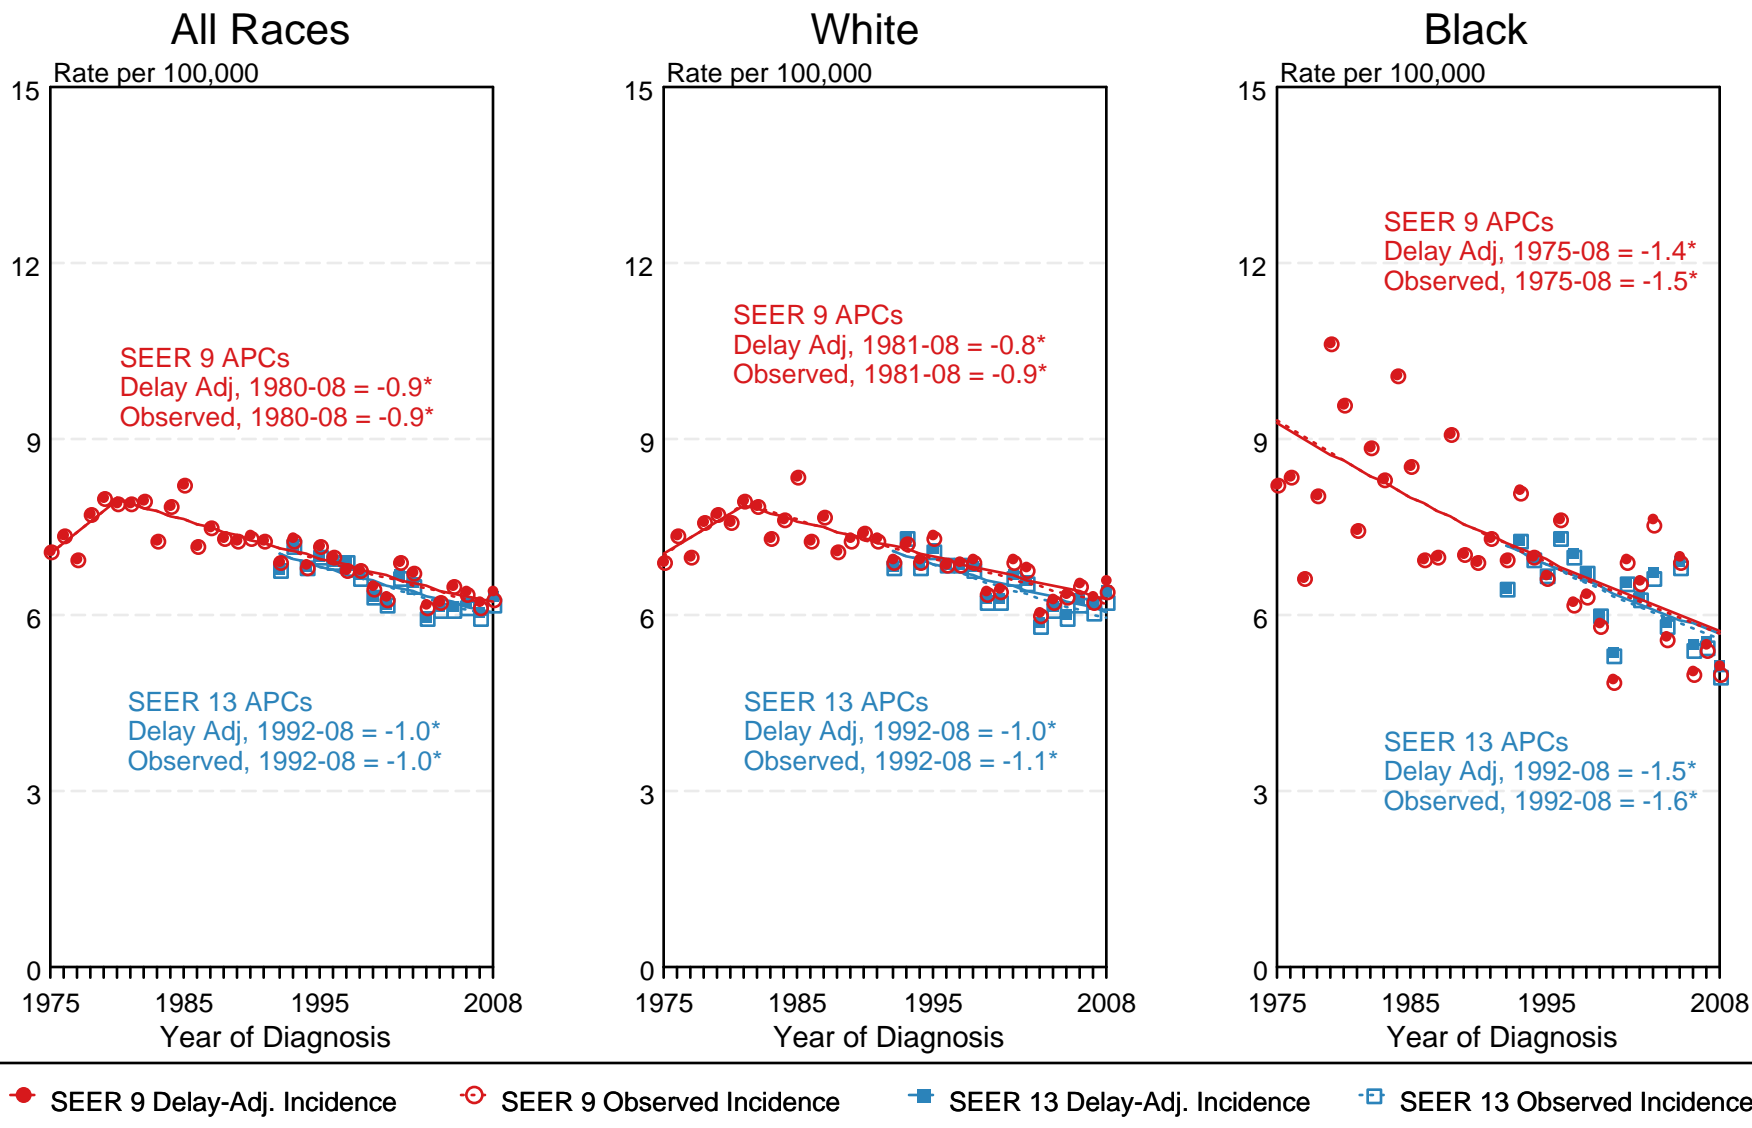 All Races
Rate per 100,000
15
12
9
6
3
0
SEER 9 APCs
Delay Adj, 1980-08 = -0.9*
Observed, 1980-08 = -0.9*
SEER 13 APCs
Delay Adj, 1992-08 = -1.0*
Observed, 1992-08 = -1.0*
1975 1985 1995 2008
Year of Diagnosis
White
Rate per 100,000
15
12
9
6
3
0
SEER 9 APCs
Delay Adj, 1981-08 = -0.8*
Observed, 1981-08 = -0.9*
SEER 13 APCs
Delay Adj, 1992-08 = -1.0*
Observed, 1992-08 = -1.1*
1975 1985 1995 2008
Year of Diagnosis
Black
Rate per 100,000
15
12
9
6
3
0
SEER 9 APCs
Delay Adj, 1975-08 = -1.4*
Observed, 1975-08 = -1.5*
SEER 13 APCs
Delay Adj, 1992-08 = -1.5*
Observed, 1992-08 = -1.6*
1975 1985 1995 2008
Year of Diagnosis
SEER 9 Delay-Adj. Incidence
SEER 9 Observed Incidence
SEER 13 Delay-Adj. Incidence
SEER 13 Observed Incidence